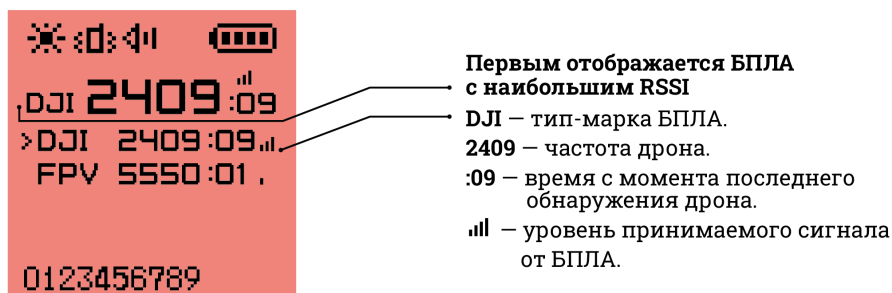 DJI 2409 :09
>DJI 2409 :09
FPV 5550 :01
0123456789
Первым отображается БПЛА
с наибольшим RSSI
DJI — тип-марка БПЛА.
2409 — частота дрона.
:09 — время с момента последнего
обнаружения дрона.
— уровень принимаемого сигнала
от БПЛА.